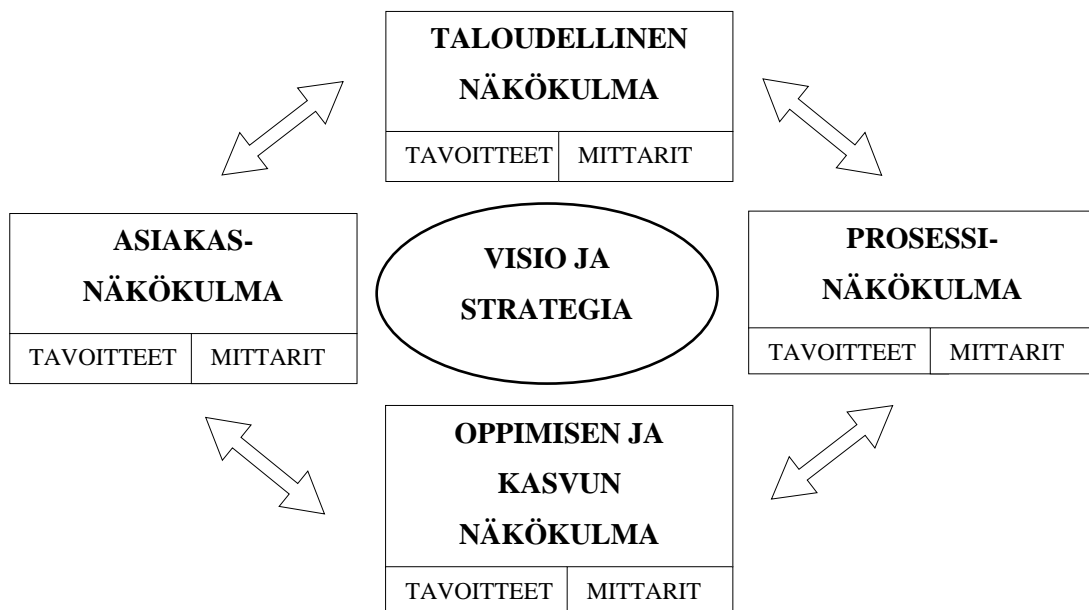 TALOUDELLINEN
NÄKÖKULMA
TAVOITTEET MITTARIT
ASIAKAS-
NÄKÖKULMA
TAVOITTEET MITTARIT
VISIO JA
STRATEGIA
PROSESSI-
NÄKÖKULMA
TAVOITTEET MITTARIT
OPPIMISEN JA
KASVUN
NÄKÖKULMA
TAVOITTEET MITTARIT